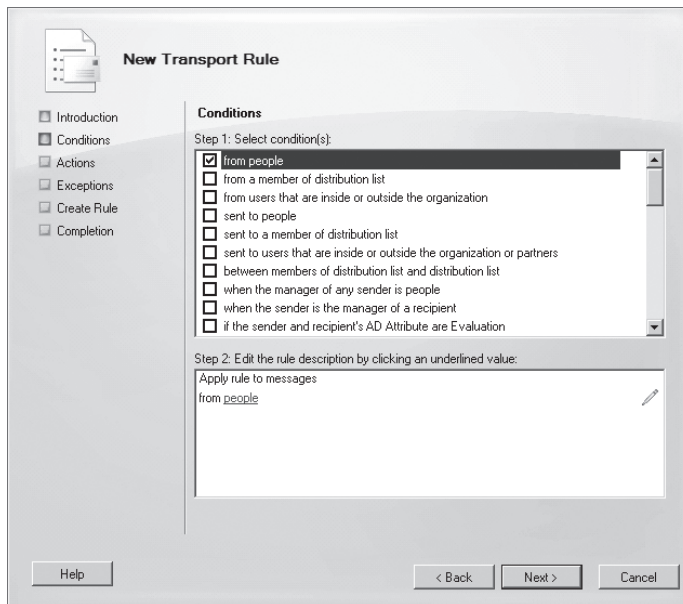 New Transport Rule
Introduction
Conditions
Actions
Exceptions
Create Rule
Completion
Conditions
Step 1: Select condition(s):
from people
from a member of distribution list
from users that are inside or outside the organization
sent to people
sent to a member of distribution list
sent to users that are inside or outside the organization or partners
between members of distribution list and distribution list
when the manager of any sender is people
when the sender is the manager of a recipient
if the sender and recipient's AD Attribute are Evaluation
Step 2: Edit the rule description by clicking an underlined value:
Apply rule to messages
from people
Help
< Back
Next >
Cancel